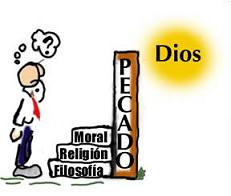 ?
Dios
PECADO
Moral
Religión
Filosofía